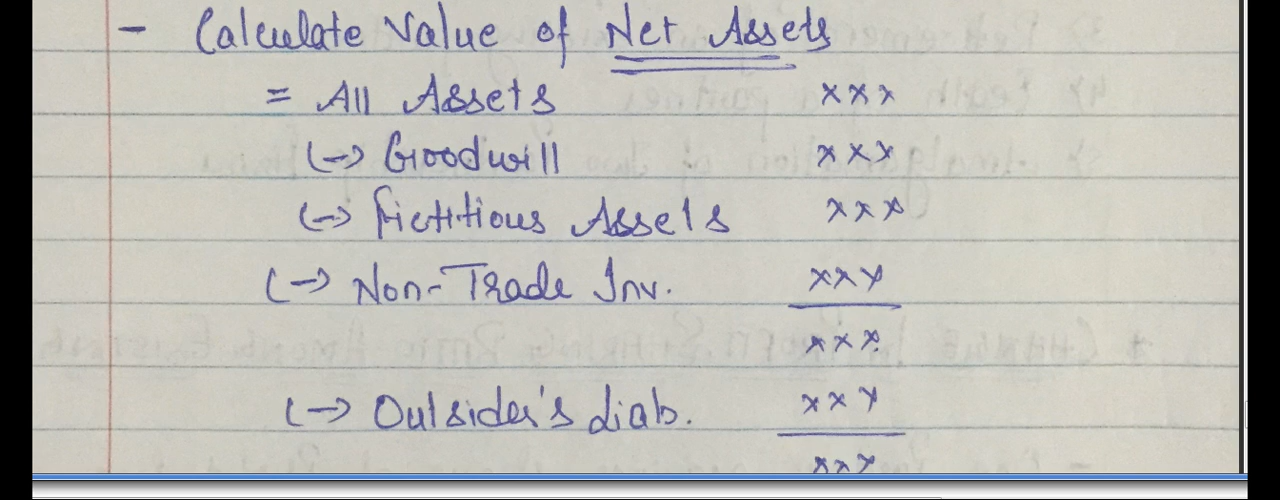 - Calculate Value of Net Assets
= All Assets xxx
(-) Goodwill xxx
(-) fictitious Assets xxx
(-) Non-Trade Inv. xxx
xxx
(-) Outsider's Liab. xxx
xxx